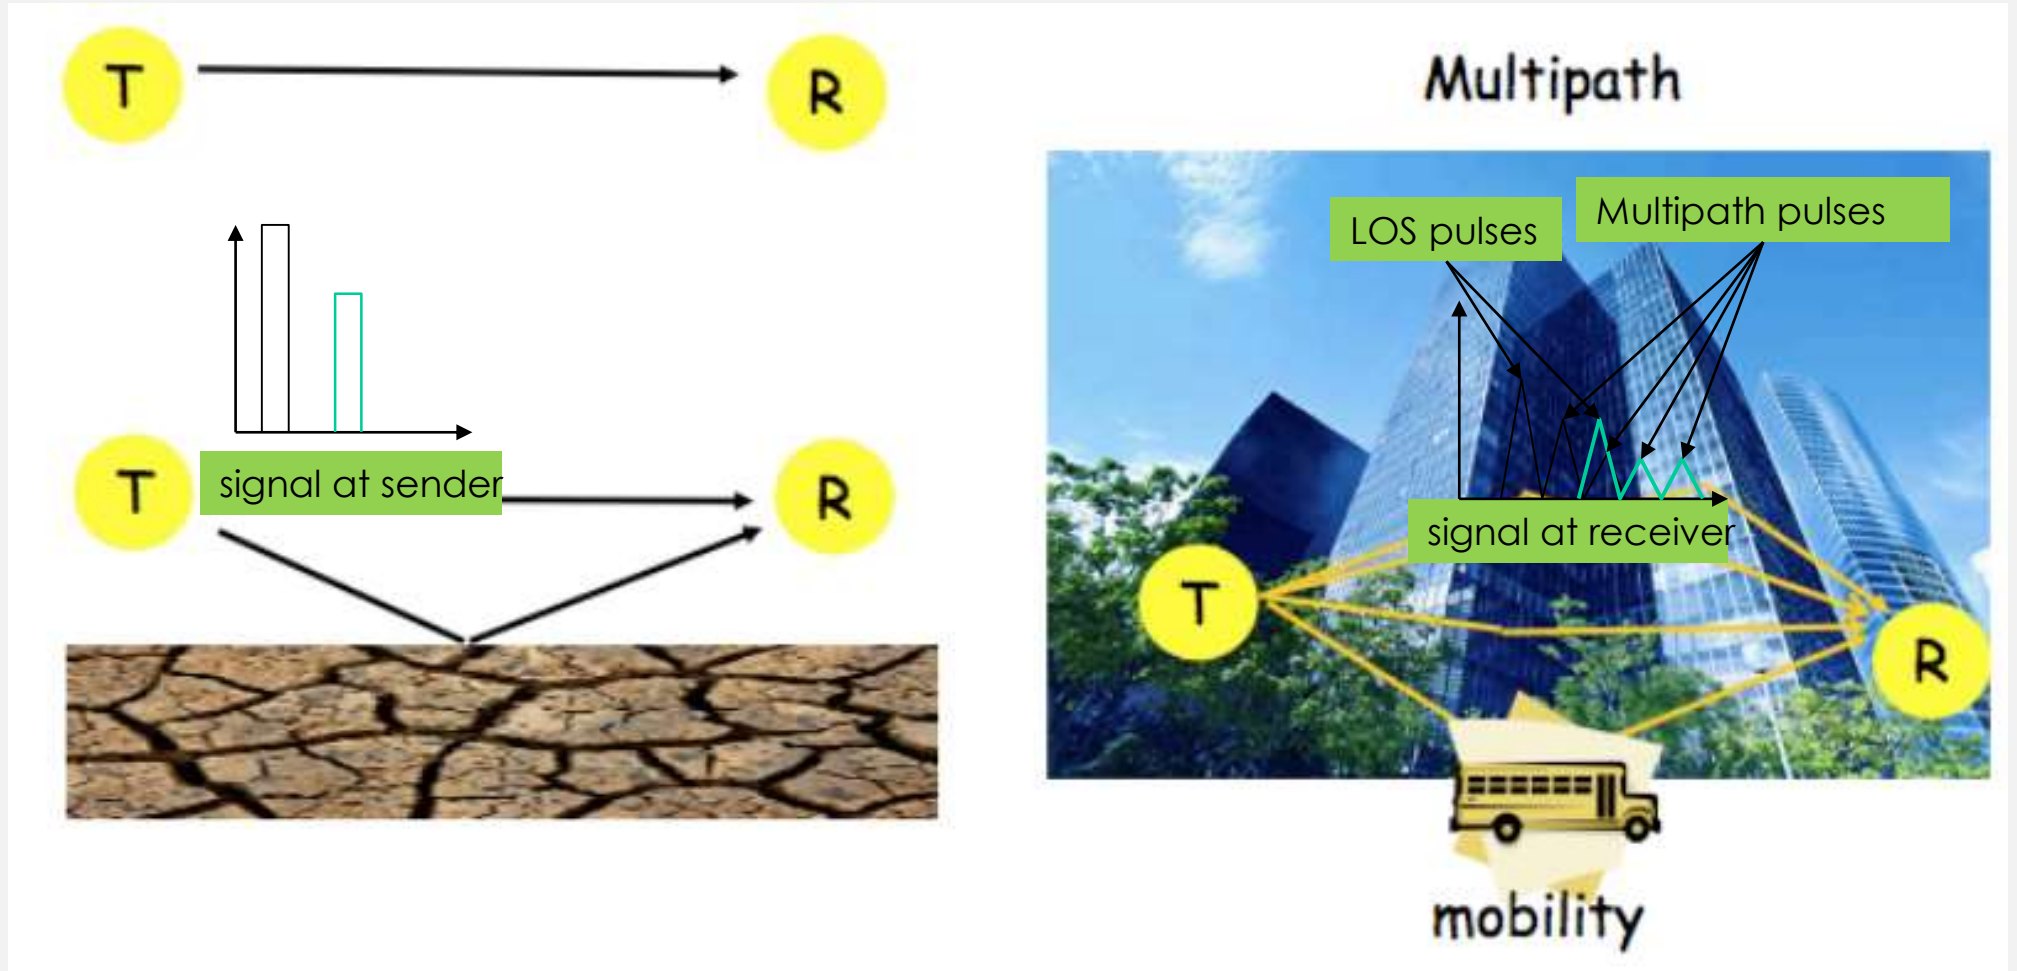 T
R
signal at sender
T
R
Multipath
LOS pulses
Multipath pulses
signal at receiver
T
R
mobility